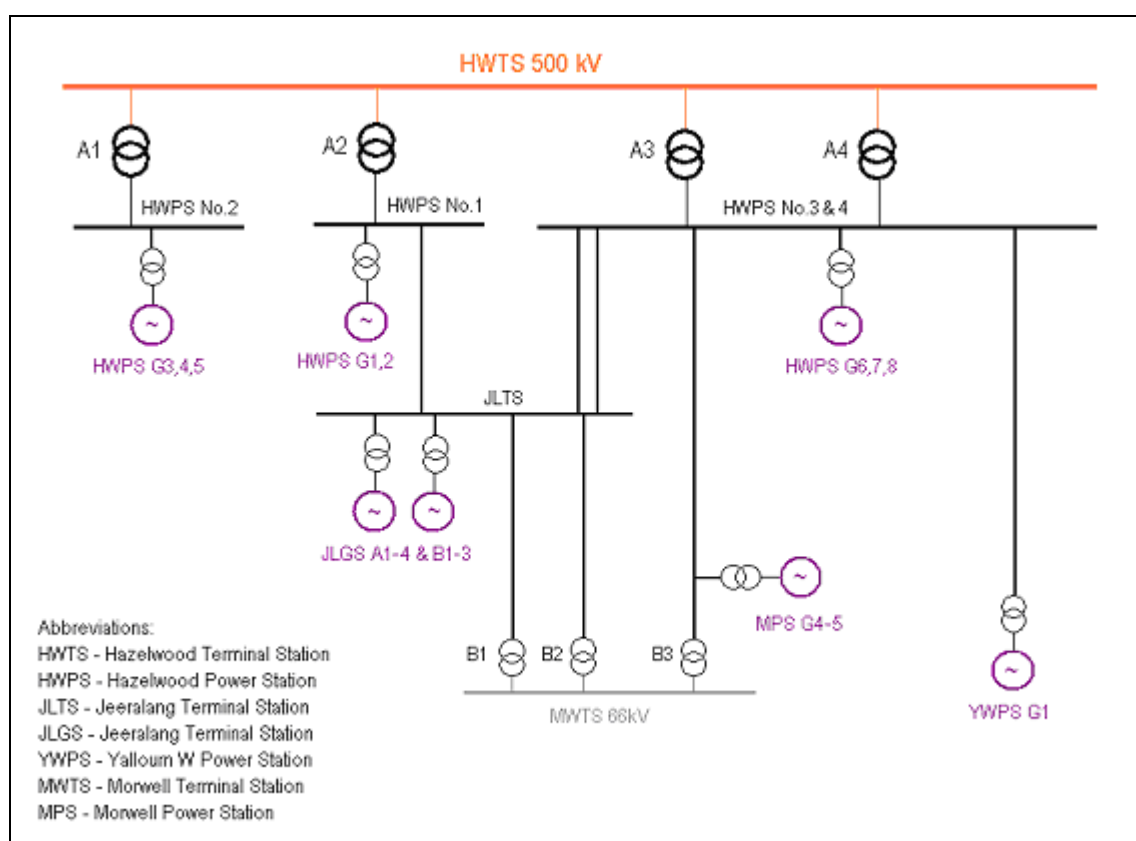 HWTS 500 kV
A1
A2
A3
A4
HWPS No.2
HWPS No.1
HWPS No.3 & 4
~
~
~
HWPS G3,4,5
HWPS G1,2
HWPS G6,7,8
JLTS
~
~
JLGS A1-4 & B1-3
~
MPS G4-5
B1
B2
B3
~
MWTS 66kV
YWPS G1
Abbreviations:
HWTS - Hazelwood Terminal Station
HWPS - Hazelwood Power Station
JLTS - Jeeralang Terminal Station
JLGS - Jeeralang Terminal Station
YWPS - Yallourn W Power Station
MWTS - Morwell Terminal Station
MPS - Morwell Power Station